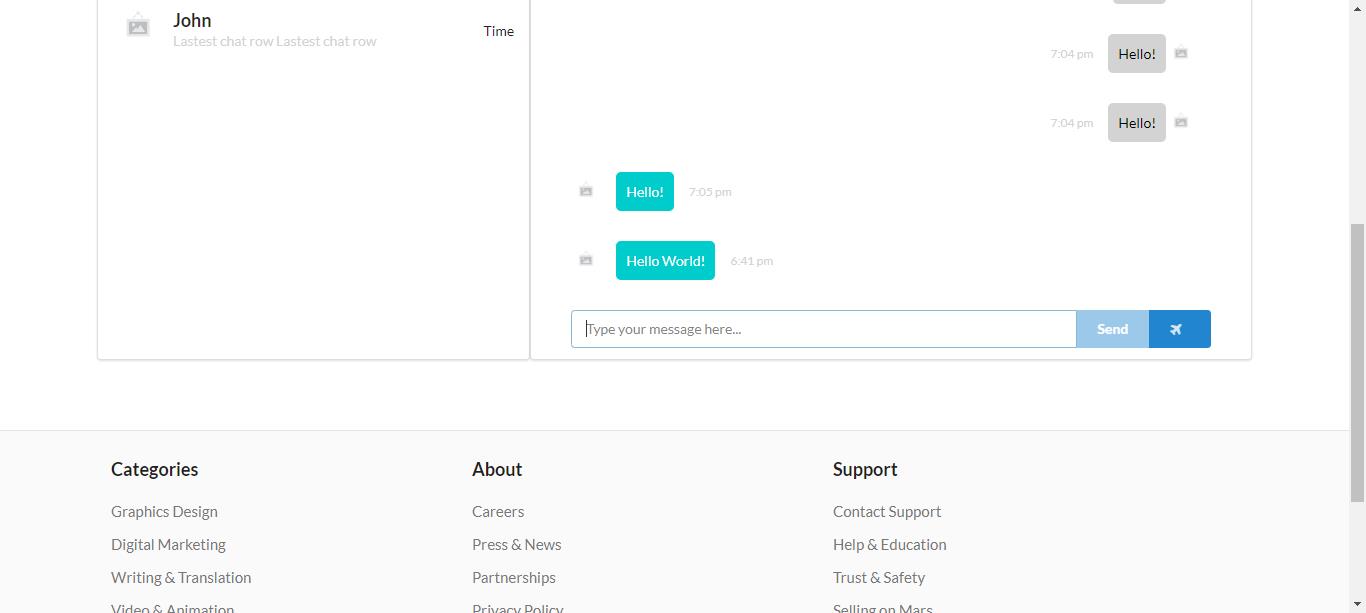 John
Lastest chat row Lastest chat row
Time
7:04 pm Hello!
7:04 pm Hello!
Hello! 7:05 pm
Hello World! 6:41 pm
Type your message here...
Send
Categories
Graphics Design
Digital Marketing
Writing & Translation
Video & Animation
About
Careers
Press & News
Partnerships
Privacy Policy
Support
Contact Support
Help & Education
Trust & Safety
Selling on Mars